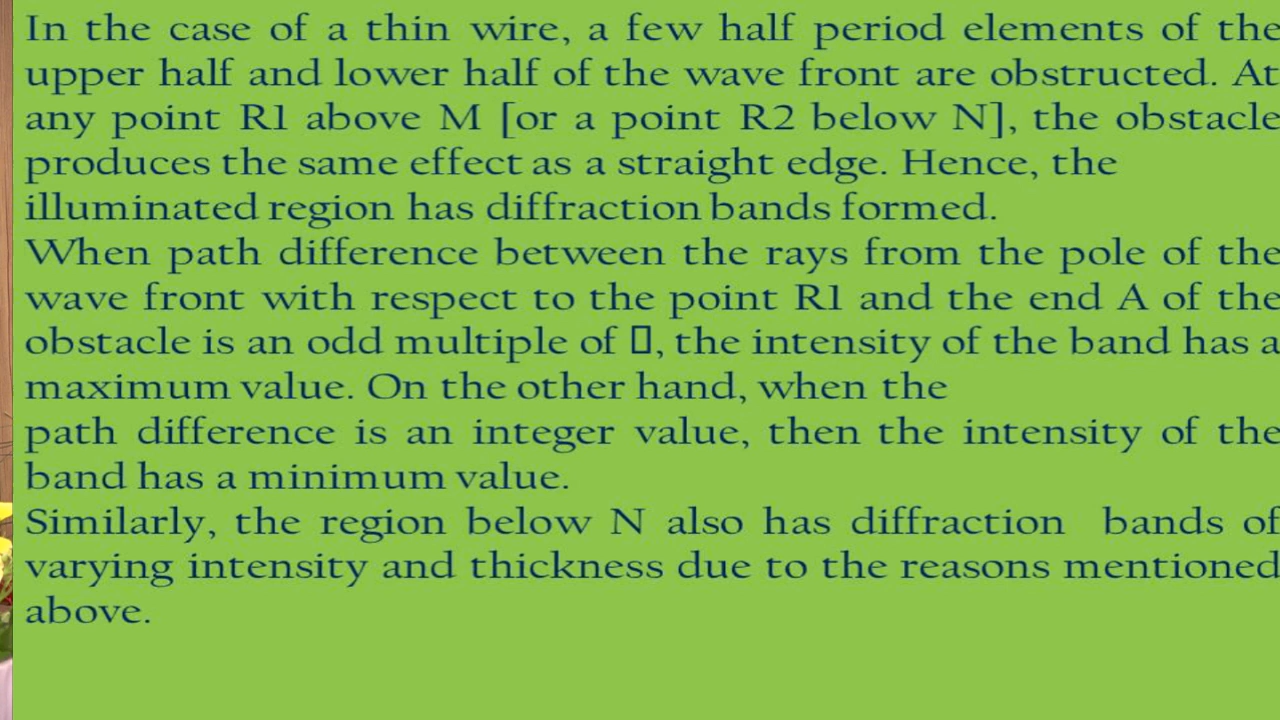 In the case of a thin wire, a few half period elements of the
upper half and lower half of the wave front are obstructed. At
any point R1 above M [or a point R2 below N], the obstacle
produces the same effect as a straight edge. Hence, the
illuminated region has diffraction bands formed.
When path difference between the rays from the pole of the
wave front with respect to the point R1 and the end A of the
obstacle is an odd multiple of ▯, the intensity of the band has a
maximum value. On the other hand, when the
path difference is an integer value, then the intensity of the
band has a minimum value.
Similarly, the region below N also has diffraction bands of
varying intensity and thickness due to the reasons mentioned
above.